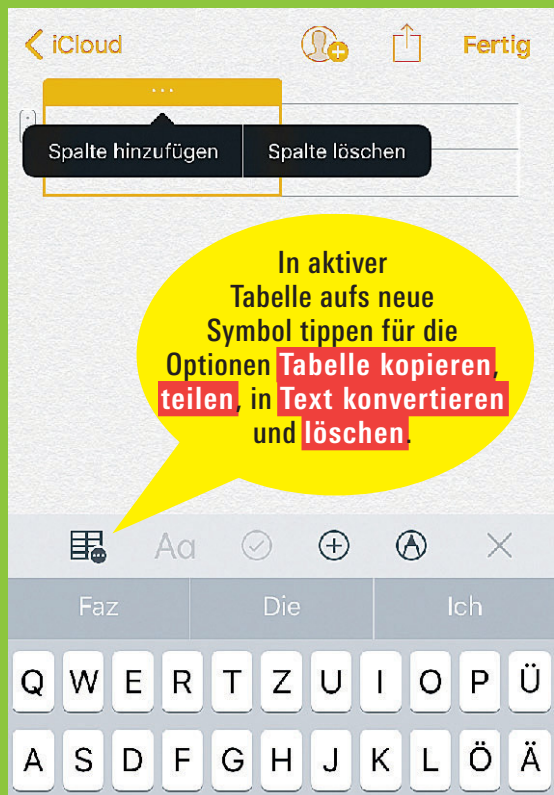 iCloud Fertig
...
Spalte hinzufügen Spalte löschen
In aktiver
Tabelle aufs neue
Symbol tippen für die
Optionen Tabelle kopieren,
teilen, in Text konvertieren
und löschen.
Aa
Faz Die Ich
Q W E R T Z U I O P Ü
A S D F G H J K L Ö Ä